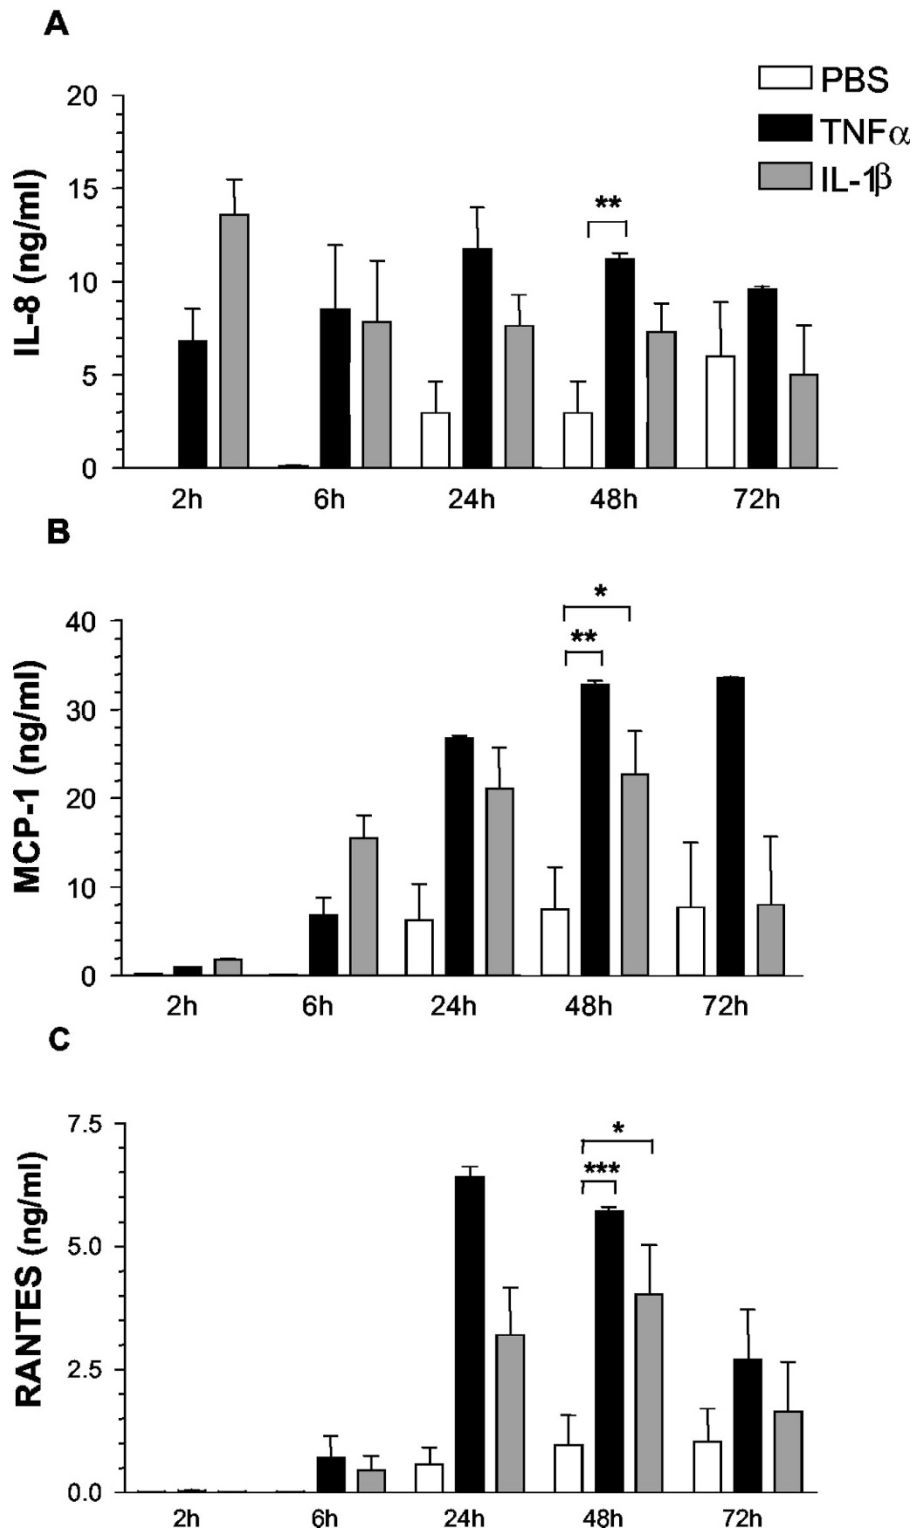 A
PBS
TNFα
IL-1β
IL-8 (ng/ml)
20
15
10
5
0
**
2h 6h 24h 48h 72h
B
MCP-1 (ng/ml)
40
30
20
10
0
*
**
2h 6h 24h 48h 72h
C
RANTES (ng/ml)
7.5
5.0
2.5
0.0
*
***
2h 6h 24h 48h 72h